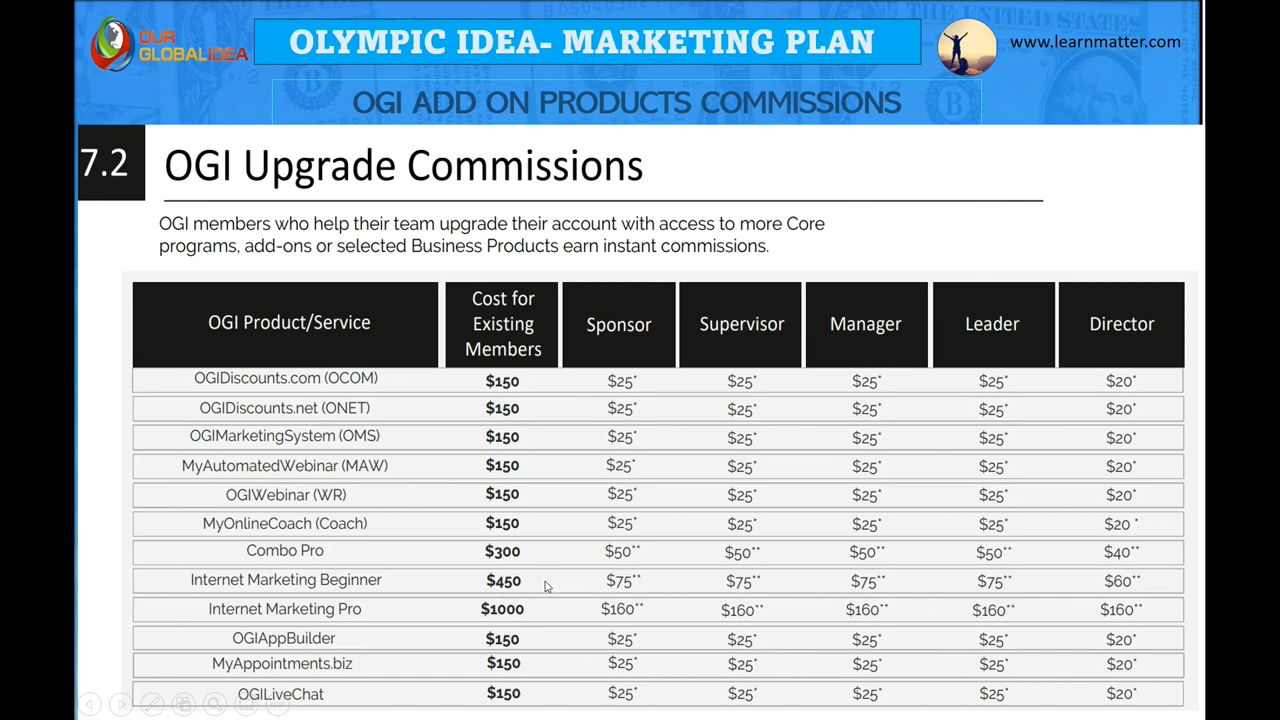 OUR
GLOBALIDEA
OLYMPIC IDEA- MARKETING PLAN
www.learnmatter.com
OGI ADD ON PRODUCTS COMMISSIONS
7.2
OGI Upgrade Commissions
OGI members who help their team upgrade their account with access to more Core
programs, add-ons or selected Business Products earn instant commissions.
OGI Product/Service
Cost for
Existing
Members
Sponsor
Supervisor
Manager
Leader
Director
OGIDiscounts.com (OCOM) $150 $25* $25* $25* $25* $20*
OGIDiscounts.net (ONET) $150 $25* $25* $25* $25* $20*
OGIMarketingSystem (OMS) $150 $25* $25* $25* $25* $20*
MyAutomatedWebinar (MAW) $150 $25* $25* $25* $25* $20*
OGIWebinar (WR) $150 $25* $25* $25* $25* $20*
MyOnlineCoach (Coach) $150 $25* $25* $25* $25* $20 *
Combo Pro $300 $50** $50** $50** $50** $40**
Internet Marketing Beginner $450 $75** $75** $75** $75** $60**
Internet Marketing Pro $1000 $160** $160** $160** $160** $160**
OGIAppBuilder $150 $25* $25* $25* $25* $20*
MyAppointments.biz $150 $25* $25* $25* $25* $20*
OGILiveChat $150 $25* $25* $25* $25* $20*